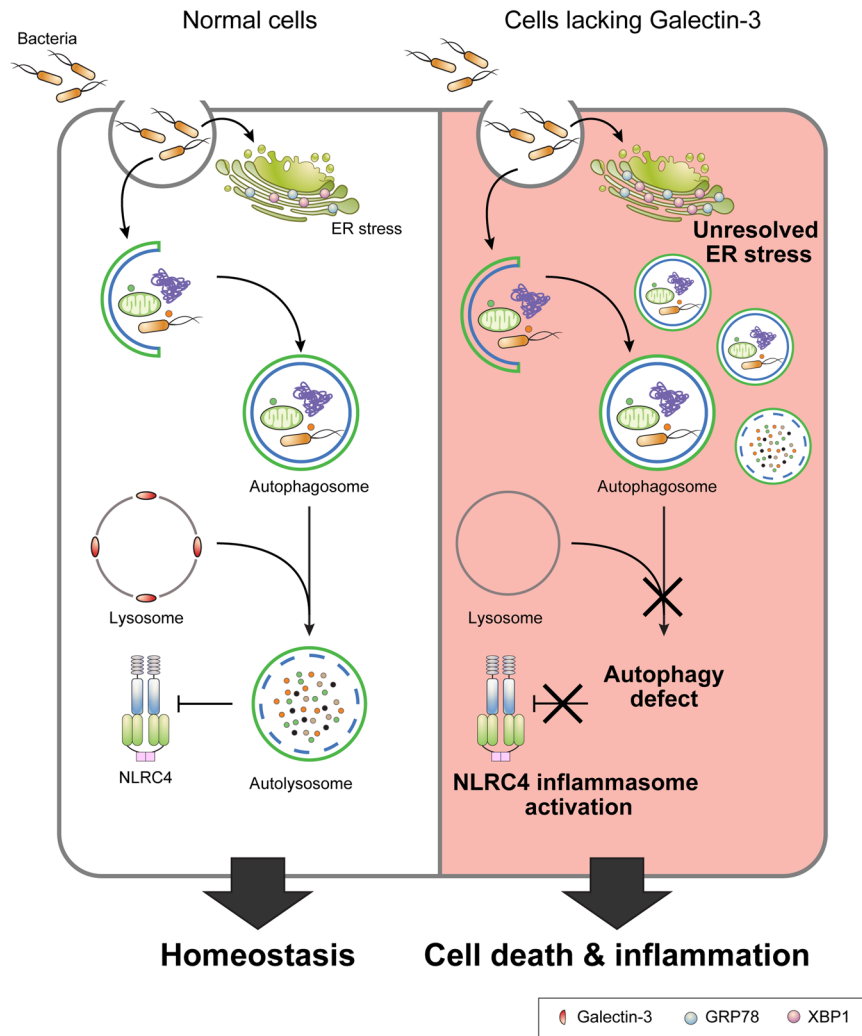 Normal cells
Cells lacking Galectin-3
Bacteria
ER stress
Unresolved
ER stress
Autophagosome
Autophagosome
Lysosome
Lysosome
Autophagy
defect
NLRC4
Autolysosome
NLRC4 inflammasome
activation
Homeostasis
Cell death & inflammation
Galectin-3
GRP78
XBP1